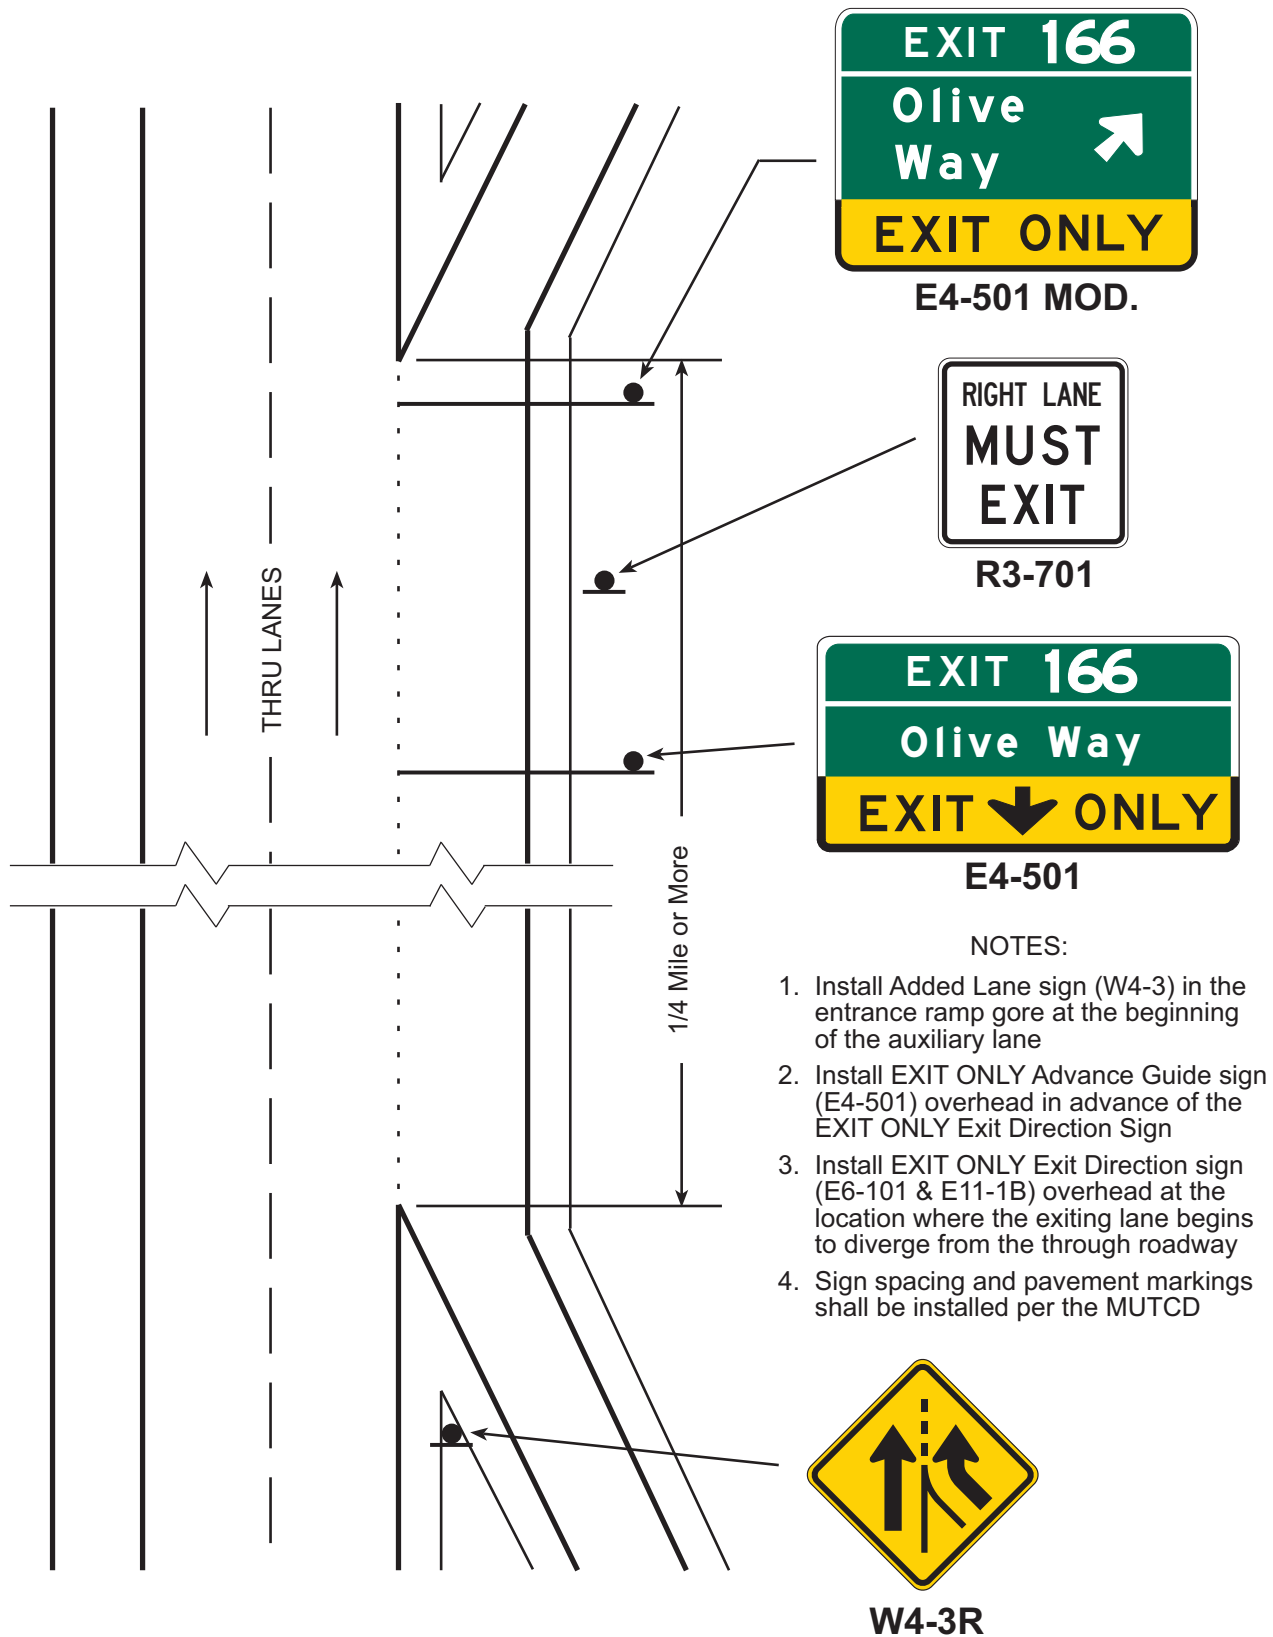 EXIT 166
Olive
Way
EXIT ONLY
E4-501 MOD.
RIGHT LANE
MUST
EXIT
R3-701
THRU LANES
EXIT 166
Olive Way
EXIT ONLY
E4-501
1/4 Mile or More
NOTES:
1. Install Added Lane sign (W4-3) in the
entrance ramp gore at the beginning
of the auxiliary lane
2. Install EXIT ONLY Advance Guide sign
(E4-501) overhead in advance of the
EXIT ONLY Exit Direction Sign
3. Install EXIT ONLY Exit Direction sign
(E6-101 & E11-1B) overhead at the
location where the exiting lane begins
to diverge from the through roadway
4. Sign spacing and pavement markings
shall be installed per the MUTCD
W4-3R